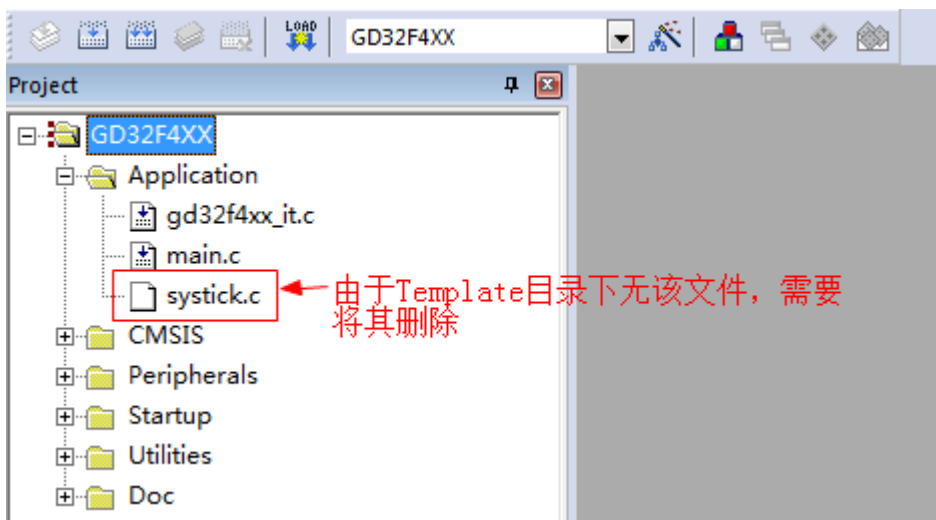 LOAD
GD32F4XX
Project
GD32F4XX
Application
gd32f4xx_it.c
main.c
systick.c
由于Template目录下无该文件，需要
将其删除
CMSIS
Peripherals
Startup
Utilities
Doc